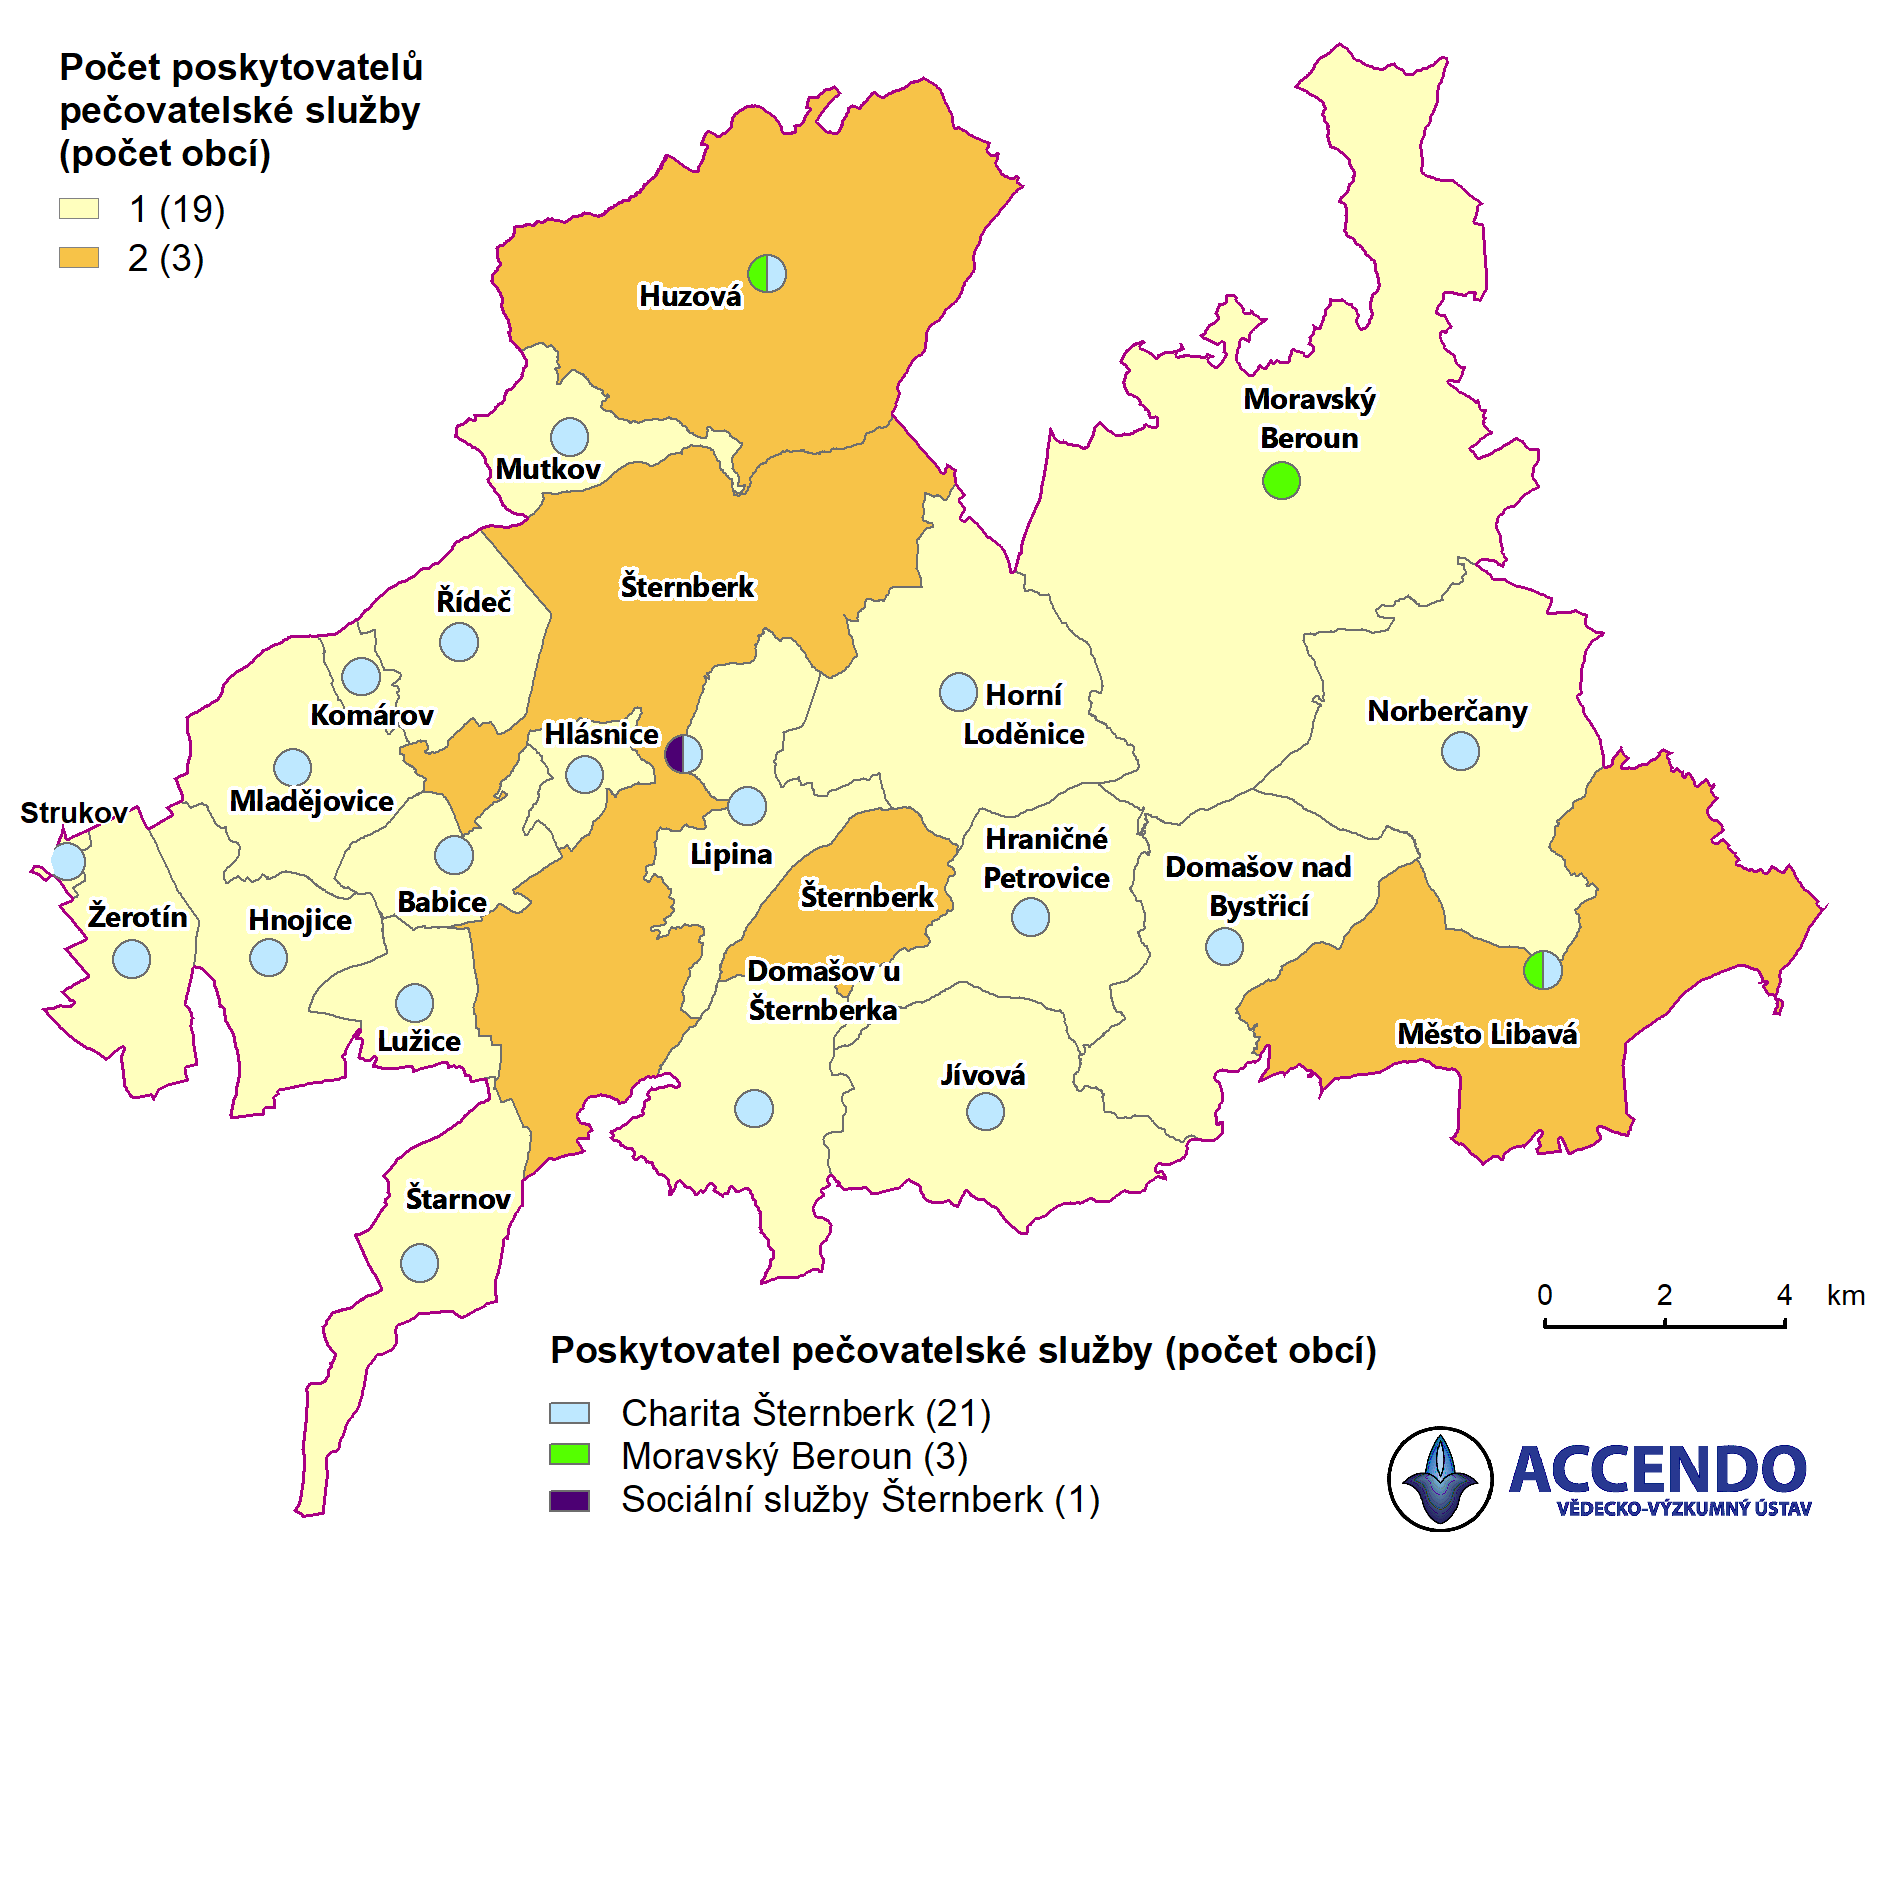 Počet poskytovatelů
pečovatelské služby
(počet obcí)
1 (19)
2 (3)
Huzová
Moravský
Beroun
Mutkov
Šternberk
Řídeč
Horní
Loděnice
Norberčany
Komárov
Hlásnice
Mladějovice
Strukov
Lipina
Hraničné
Petrovice
Domašov nad
Bystřicí
Šternberk
Babice
Žerotín
Hnojice
Domašov u
Šternberka
Město Libavá
Lužice
Jívová
Štarnov
0 2 4 km
Poskytovatel pečovatelské služby (počet obcí)
Charita Šternberk (21)
Moravský Beroun (3)
Sociální služby Šternberk (1)
ACCENDO
VĚDECKO-VÝZKUMNÝ ÚSTAV